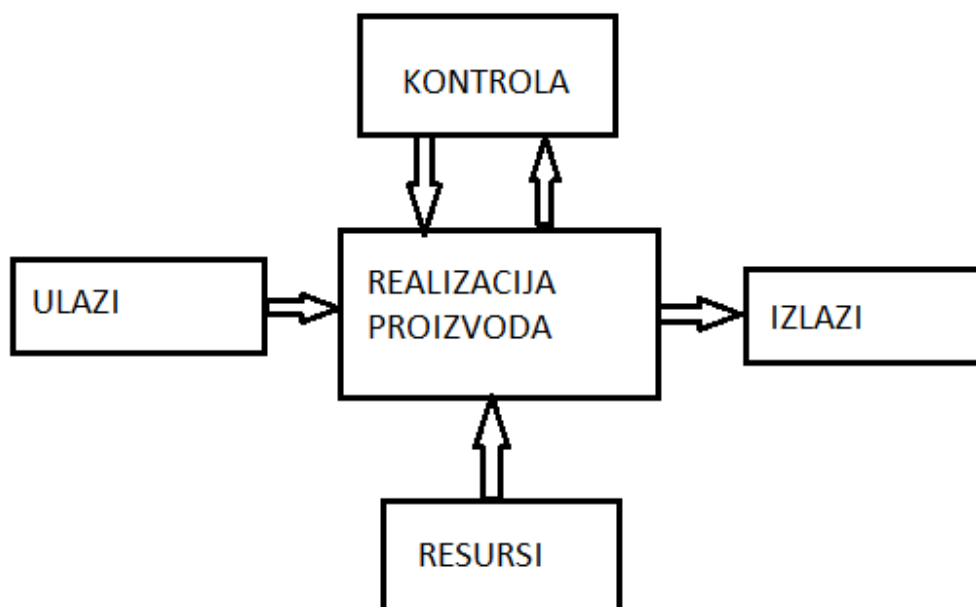 KONTROLA
ULAZI
REALIZACIJA
PROIZVODA
IZLAZI
RESURSI